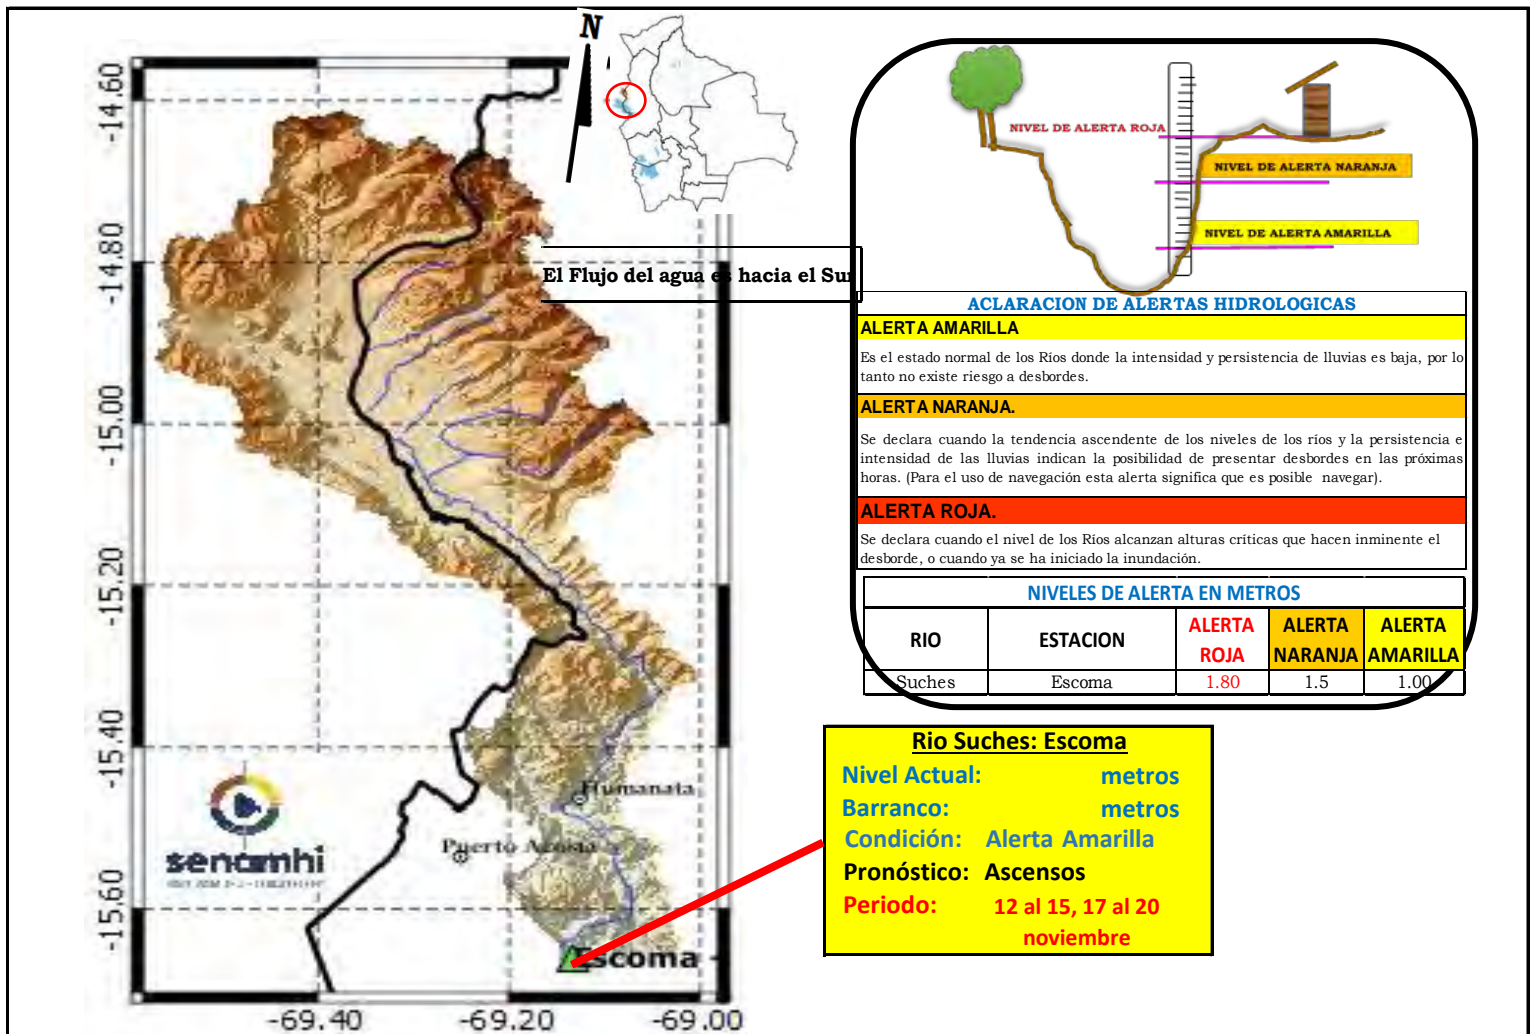 N
-14.60
-14.80
-15.00
-15.20
-15.40
-15.60
-69.40
-69.20
-69.00
El Flujo del agua es hacia el Sur
Humanata
Puerto Acosta
Escoma
senamhi
NIVEL DE ALERTA ROJA
NIVEL DE ALERTA NARANJA
NIVEL DE ALERTA AMARILLA
ACLARACION DE ALERTAS HIDROLOGICAS
ALERTA AMARILLA
Es el estado normal de los Ríos donde la intensidad y persistencia de lluvias es baja, por lo
tanto no existe riesgo a desbordes.
ALERTA NARANJA.
Se declara cuando la tendencia ascendente de los niveles de los ríos y la persistencia e
intensidad de las lluvias indican la posibilidad de presentar desbordes en las próximas
horas. (Para el uso de navegación esta alerta significa que es posible navegar).
ALERTA ROJA.
Se declara cuando el nivel de los Ríos alcanzan alturas críticas que hacen inminente el
desborde, o cuando ya se ha iniciado la inundación.
NIVELES DE ALERTA EN METROS
RIO ESTACION ALERTA ROJA ALERTA NARANJA ALERTA AMARILLA
Suches Escoma 1.80 1.5 1.00
Rio Suches: Escoma
Nivel Actual: metros
Barranco: metros
Condición: Alerta Amarilla
Pronóstico: Ascensos
Periodo: 12 al 15, 17 al 20
noviembre